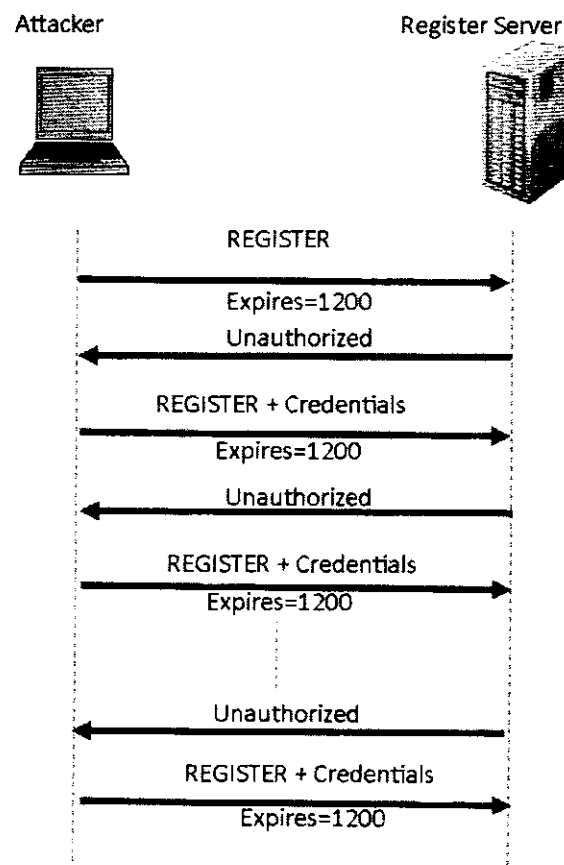 Attacker
Register Server
REGISTER
Expires=1200
Unauthorized
REGISTER + Credentials
Expires=1200
Unauthorized
REGISTER + Credentials
Expires=1200
Unauthorized
REGISTER + Credentials
Expires=1200